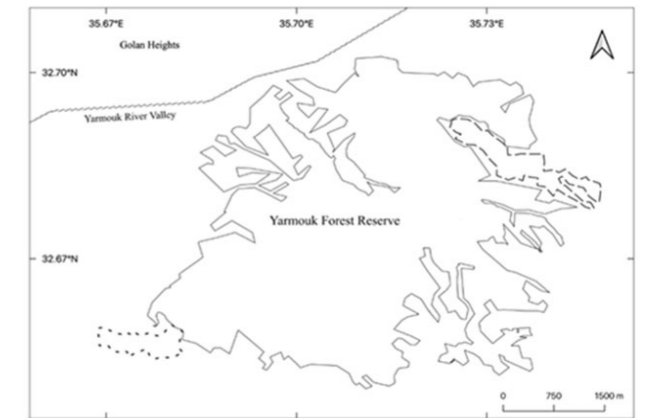 35.67°E
35.70°E
35.73°E
Golan Heights
32.70°N
Yarmouk River Valley
Yarmouk Forest Reserve
32.67°N
0 750 1500 m